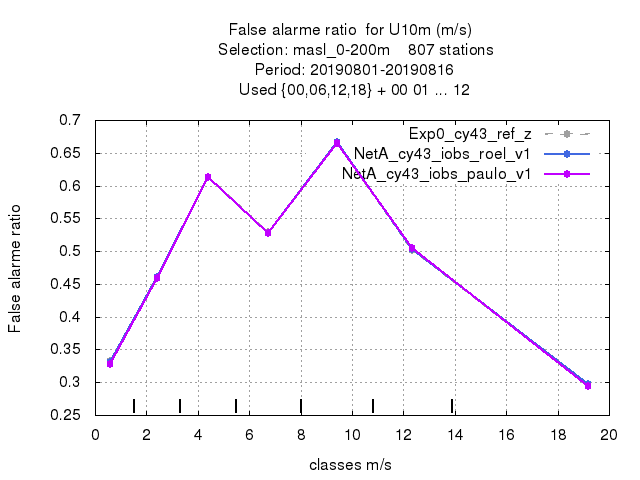 False alarme ratio  for U10m (m/s)
Selection: masl_0-200m    807 stations
Period: 20190801-20190816
Used {00,06,12,18} + 00 01 ... 12
Exp0_cy43_ref_z
NetA_cy43_iobs_roel_v1
NetA_cy43_iobs_paulo_v1
False alarme ratio
0.7
0.65
0.6
0.55
0.5
0.45
0.4
0.35
0.3
0.25
0 2 4 6 8 10 12 14 16 18 20
classes m/s